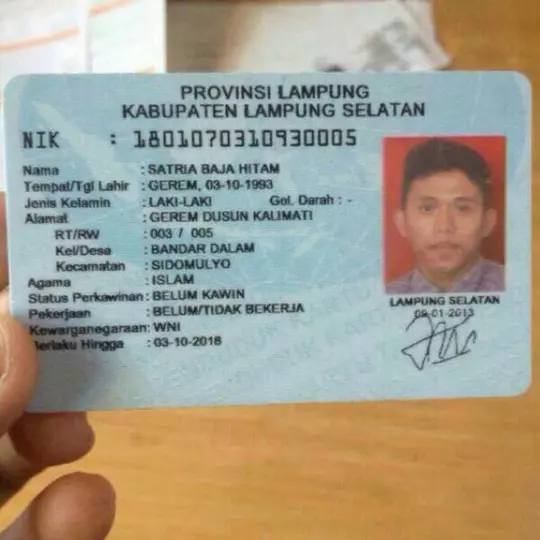 PROVINSI LAMPUNG
KABUPATEN LAMPUNG SELATAN
NIK : 1801070310930005
Nama : SATRIA BAJA HITAM
Tempat/Tgl Lahir : GEREM, 03-10-1993
Jenis Kelamin : LAKI-LAKI Gol. Darah : -
Alamat : GEREM DUSUN KALIMATI
RT/RW : 003 / 005
Kel/Desa : BANDAR DALAM
Kecamatan : SIDOMULYO
Agama : ISLAM
Status Perkawinan : BELUM KAWIN
Pekerjaan : BELUM/TIDAK BEKERJA
Kewarganegaraan : WNI
Berlaku Hingga : 03-10-2018
LAMPUNG SELATAN
09-01-2013